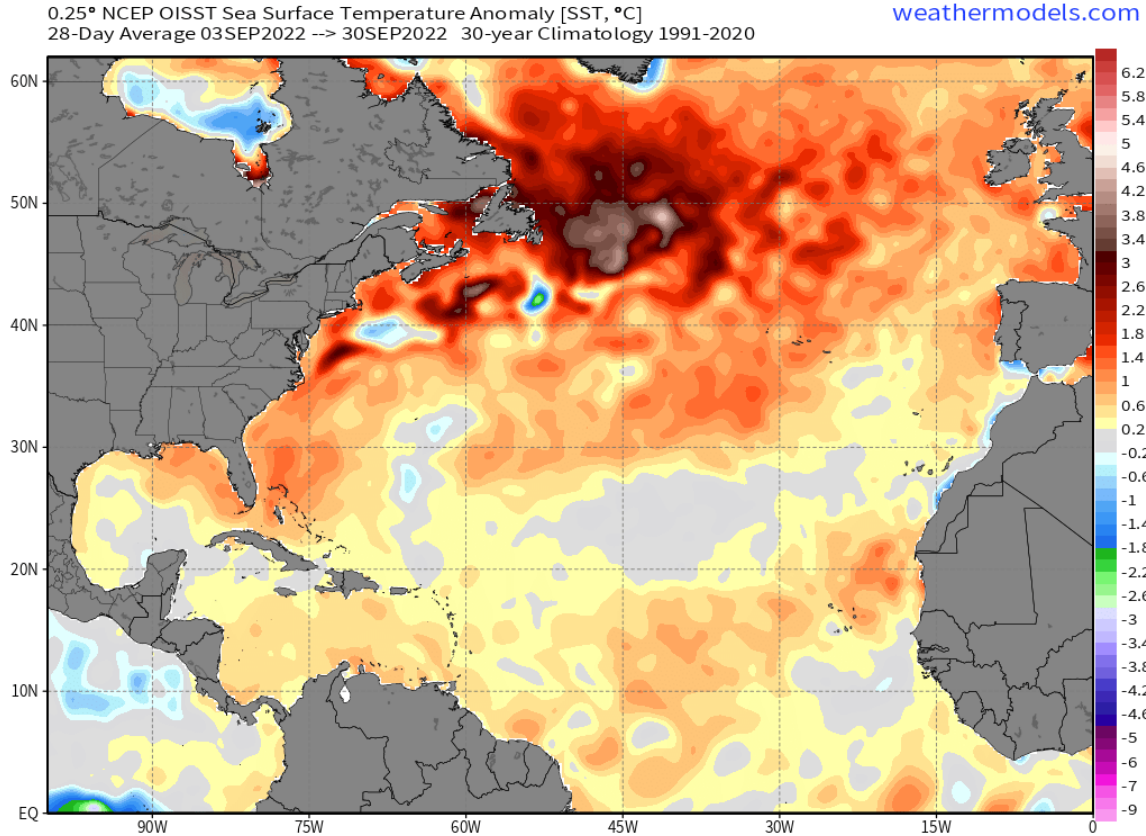 0.25° NCEP OISST Sea Surface Temperature Anomaly [SST, °C]
weathermodels.com
28-Day Average 03SEP2022 --> 30SEP2022 30-year Climatology 1991-2020
60N
50N
40N
30N
20N
10N
EQ
90W
75W
60W
45W
30W
15W
0
6.2
5.8
5.4
5
4.6
4.2
3.8
3.4
3
2.6
2.2
1.8
1.4
1
0.6
0.2
-0.2
-0.6
-1
-1.4
-1.8
-2.2
-2.6
-3
-3.4
-3.8
-4.2
-4.6
-5
-6
-7
-9